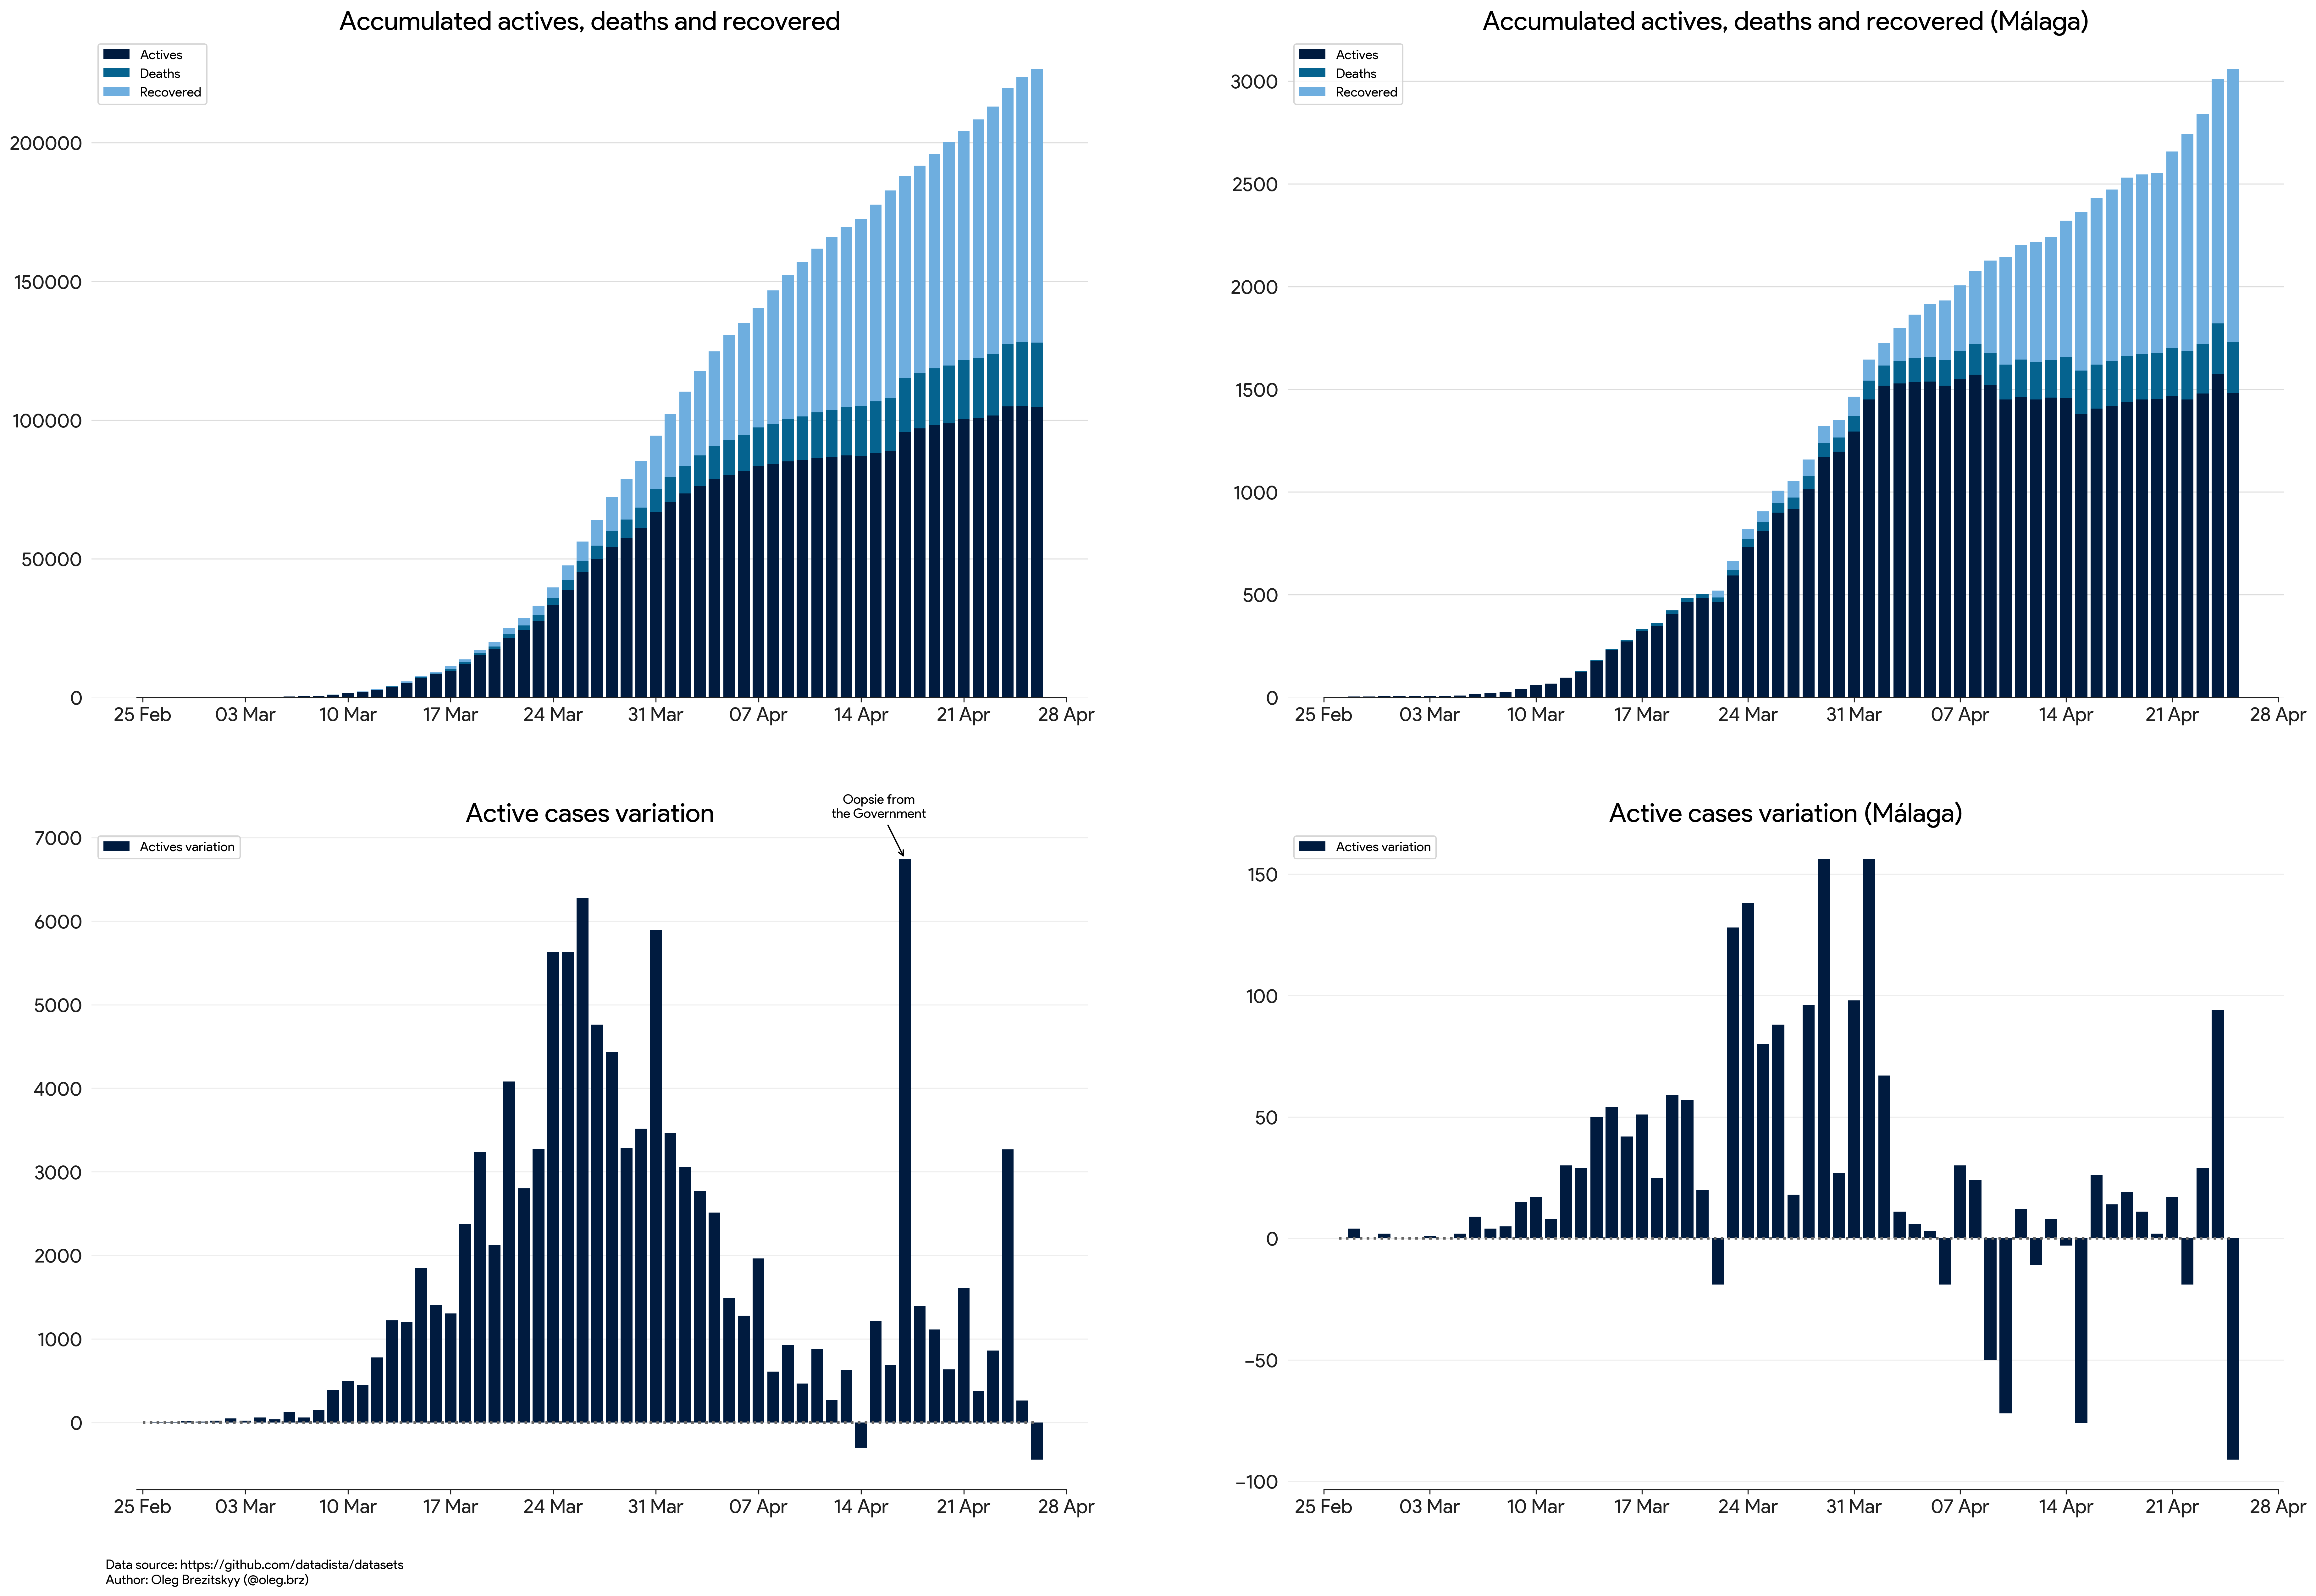 Accumulated actives, deaths and recovered
Actives
Deaths
Recovered
200000
150000
100000
50000
0
25 Feb 03 Mar 10 Mar 17 Mar 24 Mar 31 Mar 07 Apr 14 Apr 21 Apr 28 Apr
Accumulated actives, deaths and recovered (Málaga)
Actives
Deaths
Recovered
3000
2500
2000
1500
1000
500
0
25 Feb 03 Mar 10 Mar 17 Mar 24 Mar 31 Mar 07 Apr 14 Apr 21 Apr 28 Apr
Active cases variation
Oopsie from
the Government
Actives variation
7000
6000
5000
4000
3000
2000
1000
0
25 Feb 03 Mar 10 Mar 17 Mar 24 Mar 31 Mar 07 Apr 14 Apr 21 Apr 28 Apr
Active cases variation (Málaga)
Actives variation
150
100
50
0
−50
−100
25 Feb 03 Mar 10 Mar 17 Mar 24 Mar 31 Mar 07 Apr 14 Apr 21 Apr 28 Apr
Data source: https://github.com/datadista/datasets
Author: Oleg Brezitskyy (@oleg.brz)